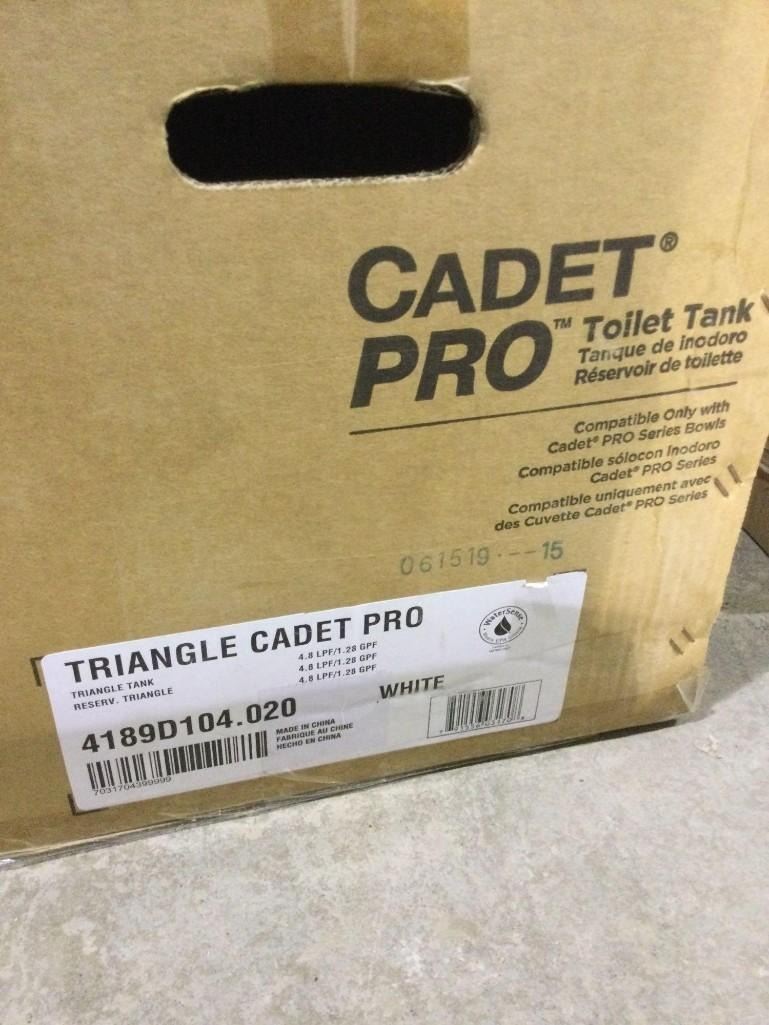 CADET®
PRO™ Toilet Tank
Tanque de inodoro
Réservoir de toilette
Compatible Only with
Cadet® PRO Series Bowls
Compatible sólocon Inodoro
Cadet® PRO Series
Compatible uniquement avec
des Cuvette Cadet® PRO Series
061519·--15
TRIANGLE CADET PRO
TRIANGLE TANK 4.8 LPF/1.28 GPF
RESERV. TRIANGLE 4.8 LPF/1.28 GPF
4.8 LPF/1.28 GPF
WaterSense
4189D104.020 WHITE
MADE IN CHINA
FABRIQUE AU CHINE
HECHO EN CHINA
7031704399999